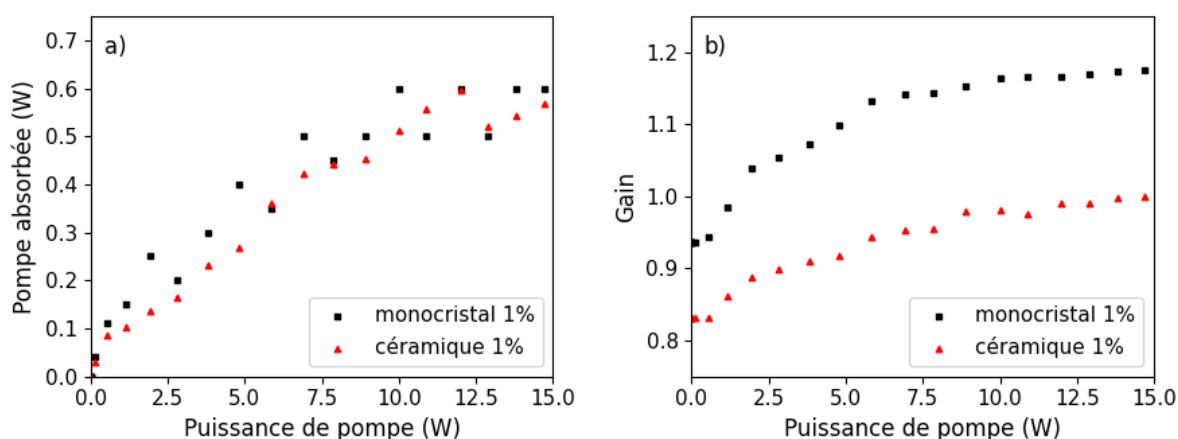 a)
Pompe absorbée (W)
0.7
0.6
0.5
0.4
0.3
0.2
0.1
0.0
monocristal 1%
céramique 1%
0.0 2.5 5.0 7.5 10.0 12.5 15.0
Puissance de pompe (W)
b)
Gain
1.2
1.1
1.0
0.9
0.8
monocristal 1%
céramique 1%
0.0 2.5 5.0 7.5 10.0 12.5 15.0
Puissance de pompe (W)